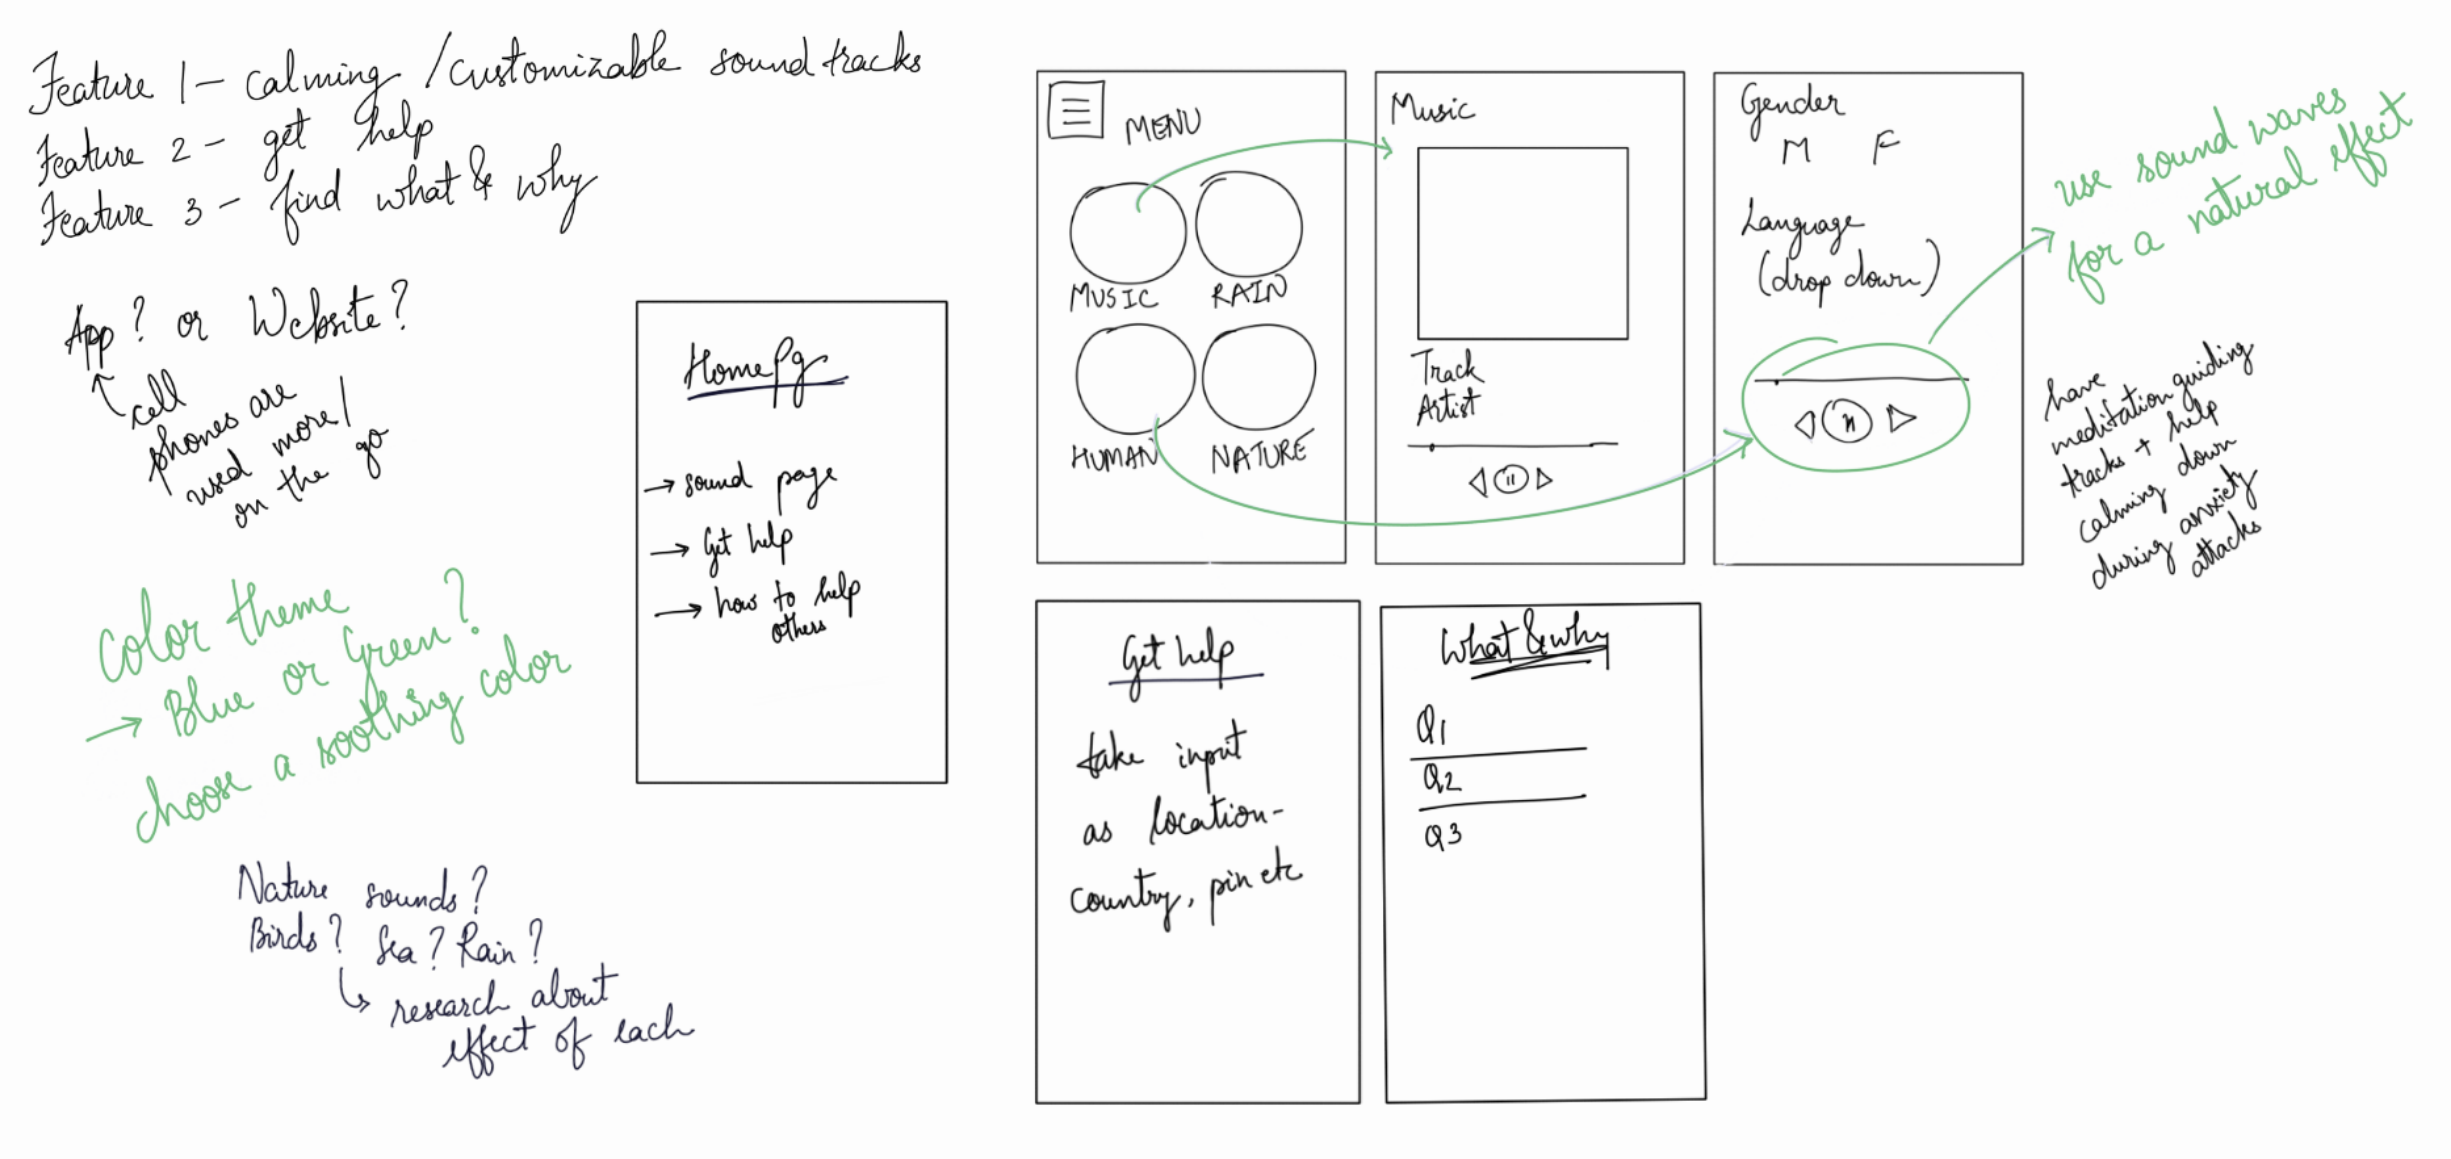 Feature 1 - calming /customizable sound tracks
Feature 2 - get help
Feature 3 - find what & why
App? or Website?
cell
phones are
used more/
on the go
Color theme
→ Blue or Green?
choose a soothing color
Nature sounds?
Birds? Sea? Rain?
research about
effect of each
Home Pg
→ sound page
→ Get help
→ how to help
others
MENU
MUSIC RAIN
HUMAN NATURE
Music
Track
Artist
Gender
M F
Language
(drop down)
use sound waves
for a natural effect
have
meditation guiding
tracks + help
calming down
during anxiety
attacks
Get help
take input
as location-
country, pin etc
What & why
Q1
Q2
Q3